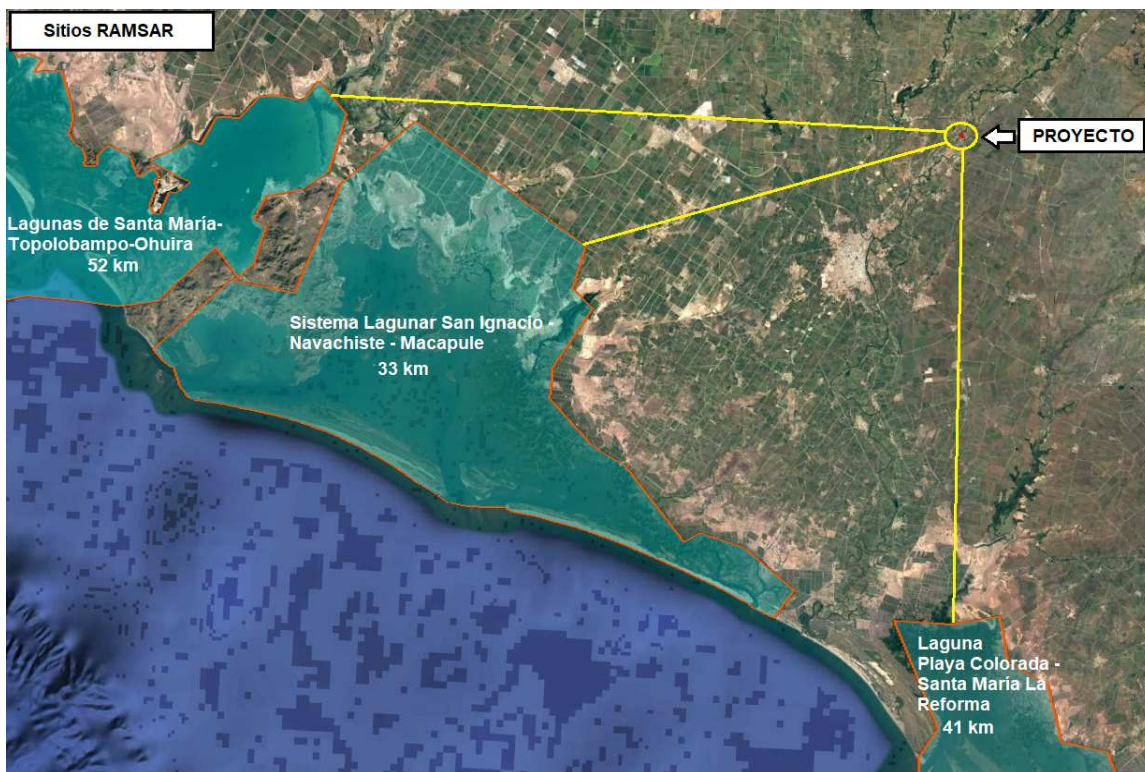 Sitios RAMSAR
PROYECTO
Lagunas de Santa María-
Topolobampo-Ohuira
52 km
Sistema Lagunar San Ignacio -
Navachiste - Macapule
33 km
Laguna
Playa Colorada -
Santa María La
Reforma
41 km